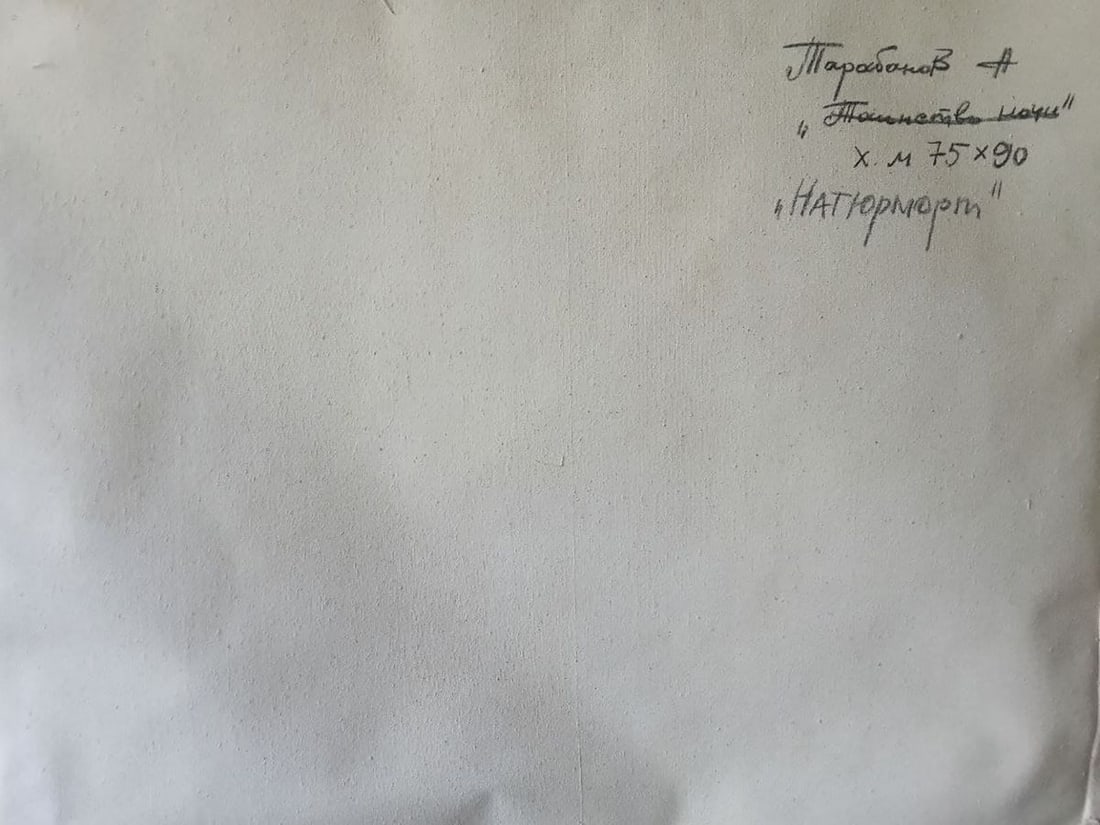 Тарабанов А
„Таинство ночи"
х. м 75×90
„НАТЮРМОРТ"